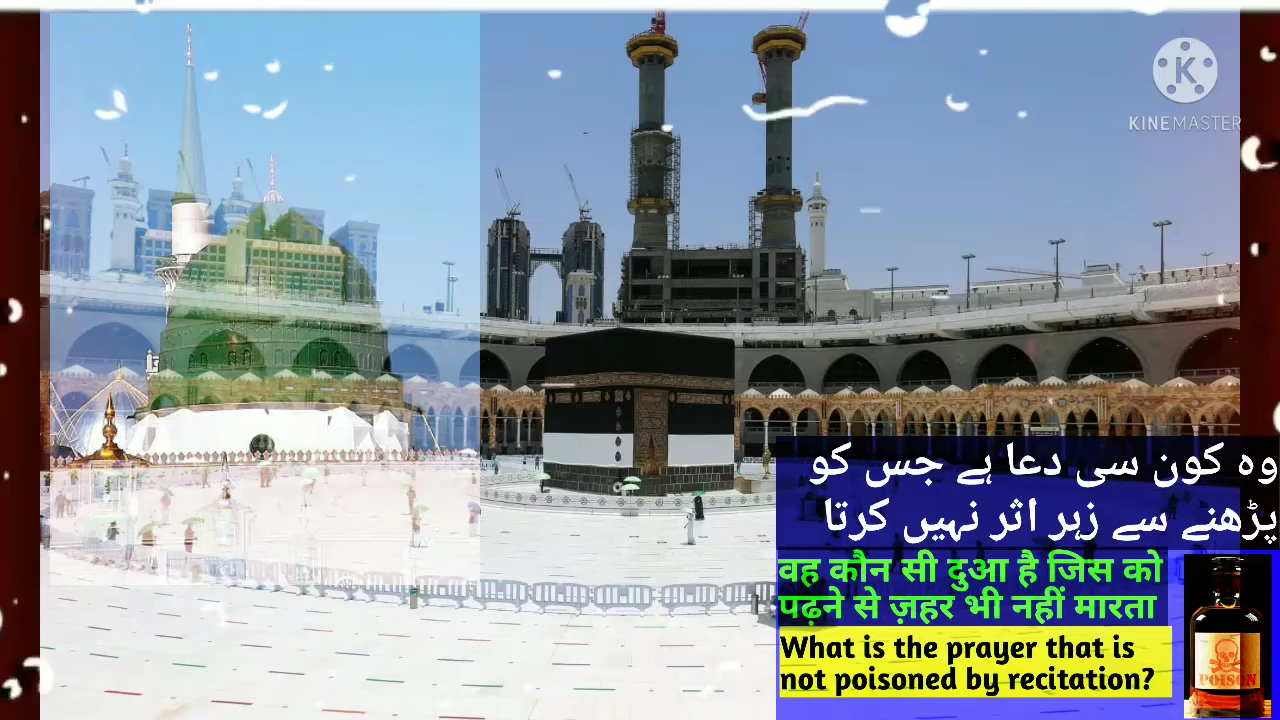 KINEMASTER
وہ کون سی دعا ہے جس کو
پڑھنے سے زہر اثر نہیں کرتا
वह कौन सी दुआ है जिस को
पढ़ने से ज़हर भी नहीं मारता
What is the prayer that is
not poisoned by recitation?
POISON